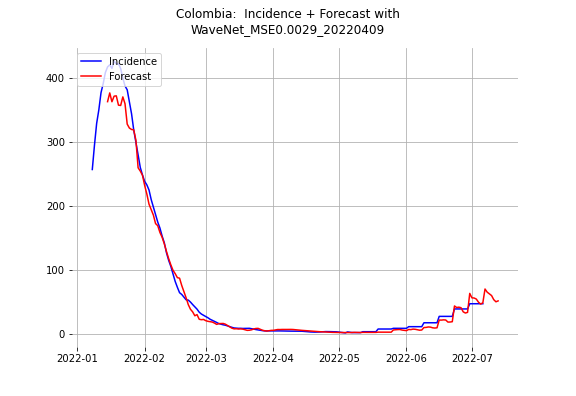 Colombia:  Incidence + Forecast with
WaveNet_MSE0.0029_20220409
Incidence
Forecast
400
300
200
100
0
2022-01 2022-02 2022-03 2022-04 2022-05 2022-06 2022-07